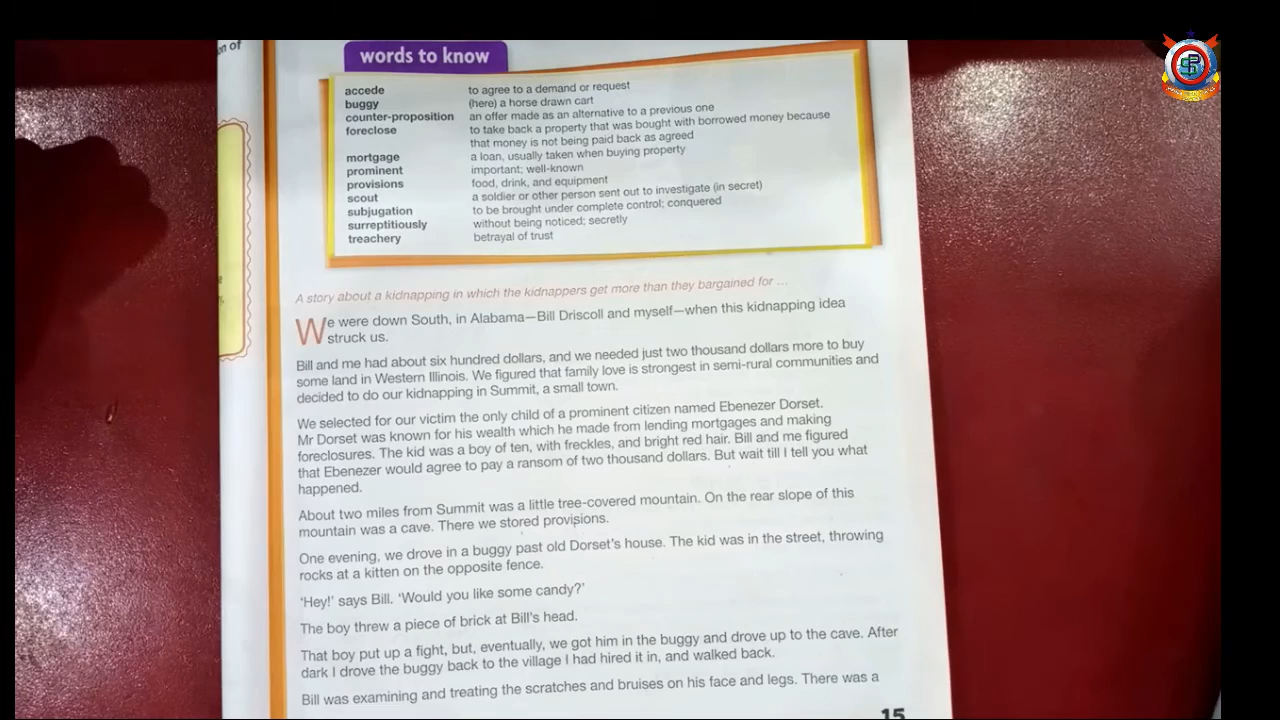 on of
words to know
accede to agree to a demand or request
buggy (here) a horse drawn cart
counter-proposition an offer made as an alternative to a previous one
foreclose to take back a property that was bought with borrowed money because
that money is not being paid back as agreed
mortgage a loan, usually taken when buying property
prominent important; well-known
provisions food, drink, and equipment
scout a soldier or other person sent out to investigate (in secret)
subjugation to be brought under complete control; conquered
surreptitiously without being noticed; secretly
treachery betrayal of trust
A story about a kidnapping in which the kidnappers get more than they bargained for ...
We were down South, in Alabama—Bill Driscoll and myself—when this kidnapping idea
struck us.
Bill and me had about six hundred dollars, and we needed just two thousand dollars more to buy
some land in Western Illinois. We figured that family love is strongest in semi-rural communities and
decided to do our kidnapping in Summit, a small town.
We selected for our victim the only child of a prominent citizen named Ebenezer Dorset.
Mr Dorset was known for his wealth which he made from lending mortgages and making
foreclosures. The kid was a boy of ten, with freckles, and bright red hair. Bill and me figured
that Ebenezer would agree to pay a ransom of two thousand dollars. But wait till I tell you what
happened.
About two miles from Summit was a little tree-covered mountain. On the rear slope of this
mountain was a cave. There we stored provisions.
One evening, we drove in a buggy past old Dorset's house. The kid was in the street, throwing
rocks at a kitten on the opposite fence.
'Hey!' says Bill. 'Would you like some candy?'
The boy threw a piece of brick at Bill's head.
That boy put up a fight, but, eventually, we got him in the buggy and drove up to the cave. After
dark I drove the buggy back to the village I had hired it in, and walked back.
Bill was examining and treating the scratches and bruises on his face and legs. There was a
15